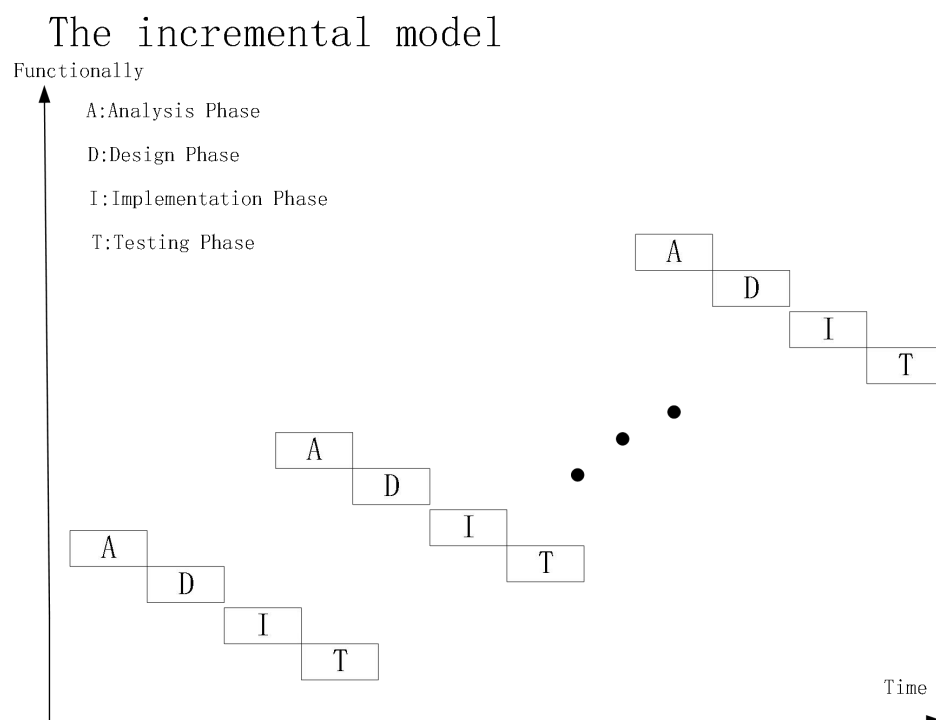 The incremental model
Functionally
A:Analysis Phase
D:Design Phase
I:Implementation Phase
T:Testing Phase
A
D
I
T
A
D
I
T
A
D
I
T
Time